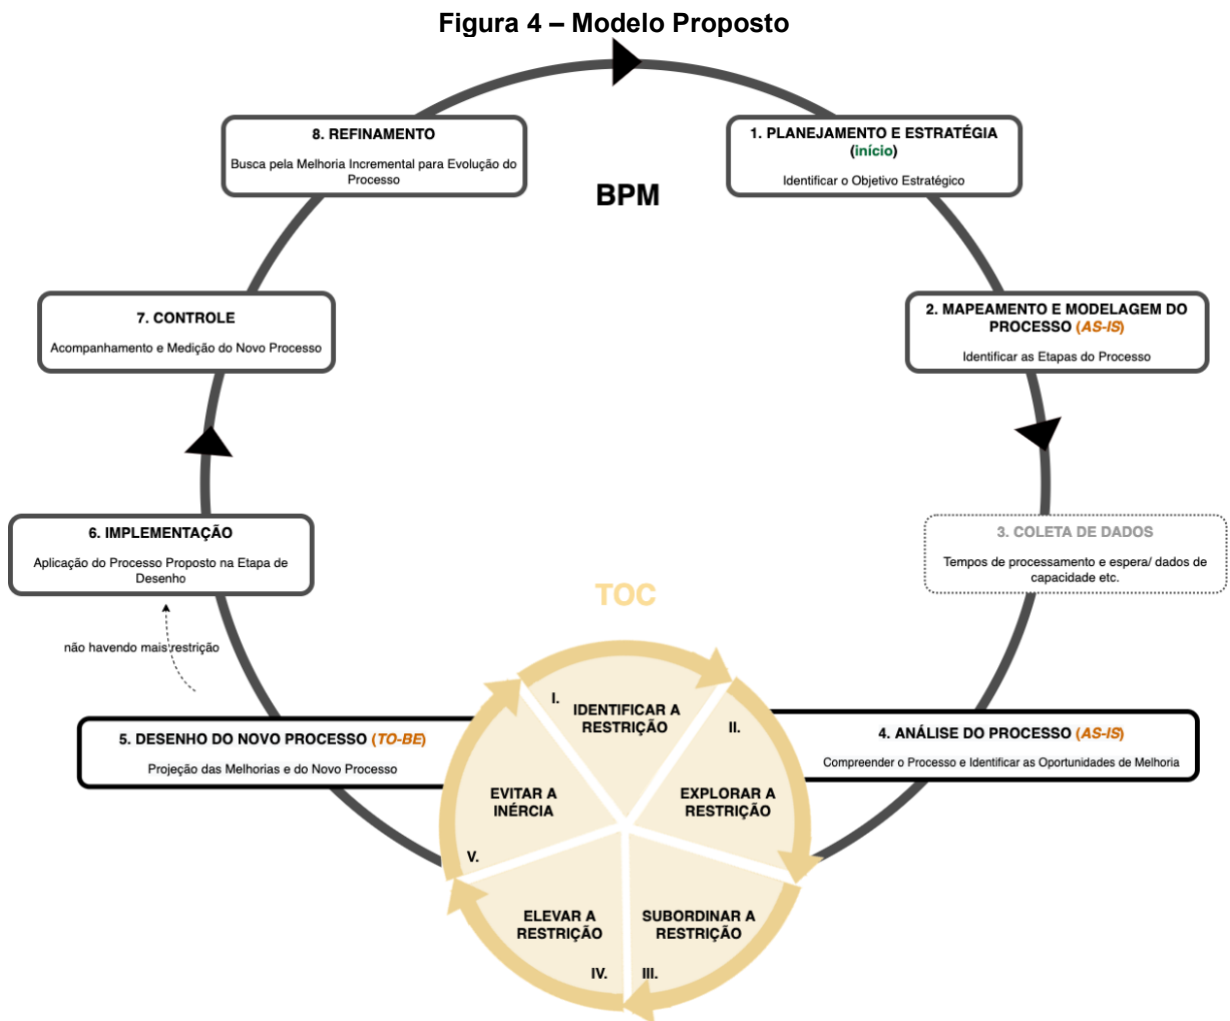 Figura 4 – Modelo Proposto
8. REFINAMENTO
Busca pela Melhoria Incremental para Evolução do
Processo
1. PLANEJAMENTO E ESTRATÉGIA
(início)
Identificar o Objetivo Estratégico
BPM
7. CONTROLE
Acompanhamento e Medição do Novo Processo
2. MAPEAMENTO E MODELAGEM DO
PROCESSO (AS-IS)
Identificar as Etapas do Processo
6. IMPLEMENTAÇÃO
Aplicação do Processo Proposto na Etapa de
Desenho
3. COLETA DE DADOS
Tempos de processamento e espera/ dados de
capacidade etc.
TOC
não havendo mais restrição
5. DESENHO DO NOVO PROCESSO (TO-BE)
Projeção das Melhorias e do Novo Processo
4. ANÁLISE DO PROCESSO (AS-IS)
Compreender o Processo e Identificar as Oportunidades de Melhoria
I.
IDENTIFICAR A
RESTRIÇÃO
II.
EXPLORAR A
RESTRIÇÃO
SUBORDINAR A
RESTRIÇÃO
III.
ELEVAR A
RESTRIÇÃO
IV.
EVITAR A
INÉRCIA
V.